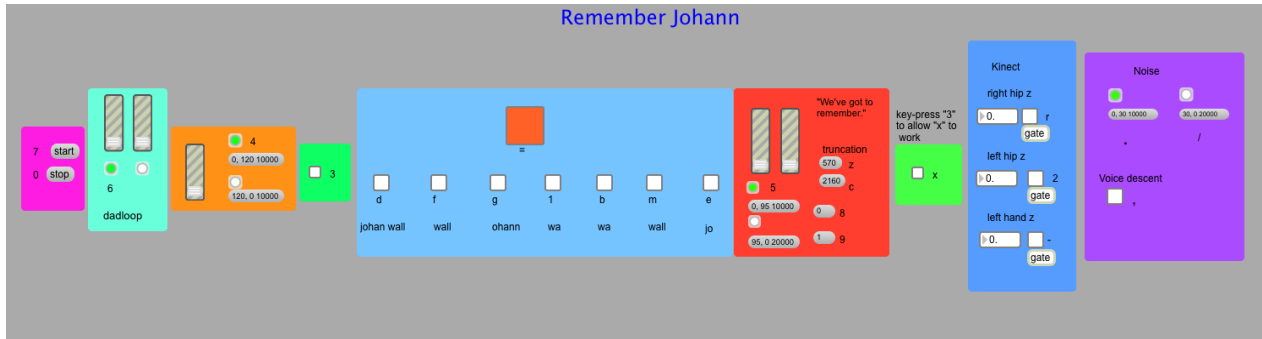 Remember Johann
7 start
0 stop
6
dadloop
4
0, 120 10000
120, 0 10000
3
=
d f g 1 b m e
johan wall wall ohann wa wa wall jo
"We've got to
remember."
truncation
570 z
2160 c
5
0, 95 10000
0 8
95, 0 20000
1 9
key-press "3"
to allow "x" to
work
x
Kinect
right hip z
0. r
gate
left hip z
0. 2
gate
left hand z
0. -
gate
Noise
0, 30 10000 30, 0 20000
. /
Voice descent
,